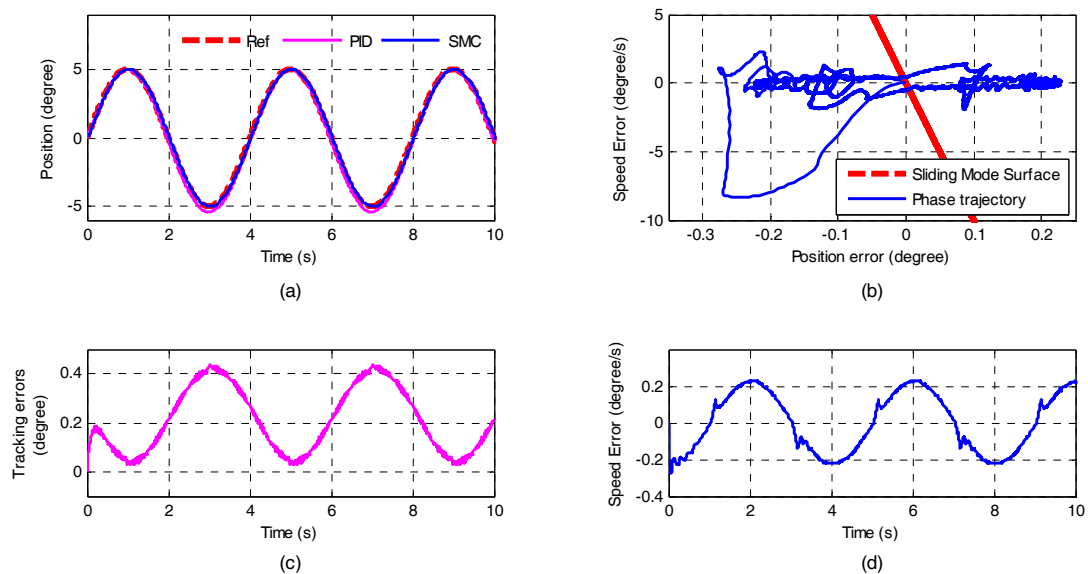 Ref PID SMC
Position (degree)
5
0
-5
0 2 4 6 8 10
Time (s)
(a)
Speed Error (degree/s)
5
0
-5
-10
Sliding Mode Surface
Phase trajectory
-0.3 -0.2 -0.1 0 0.1 0.2
Position error (degree)
(b)
Tracking errors
(degree)
0.4
0.2
0
0 2 4 6 8 10
Time (s)
(c)
Speed Error (degree/s)
0.2
0
-0.2
-0.4
0 2 4 6 8 10
Time (s)
(d)